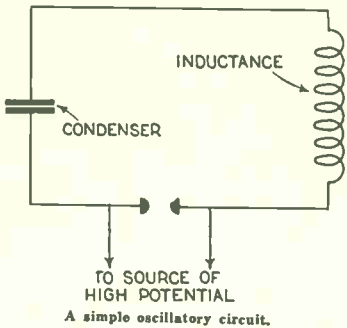 INDUCTANCE
CONDENSER
TO SOURCE OF
HIGH POTENTIAL
A simple oscillatory circuit.